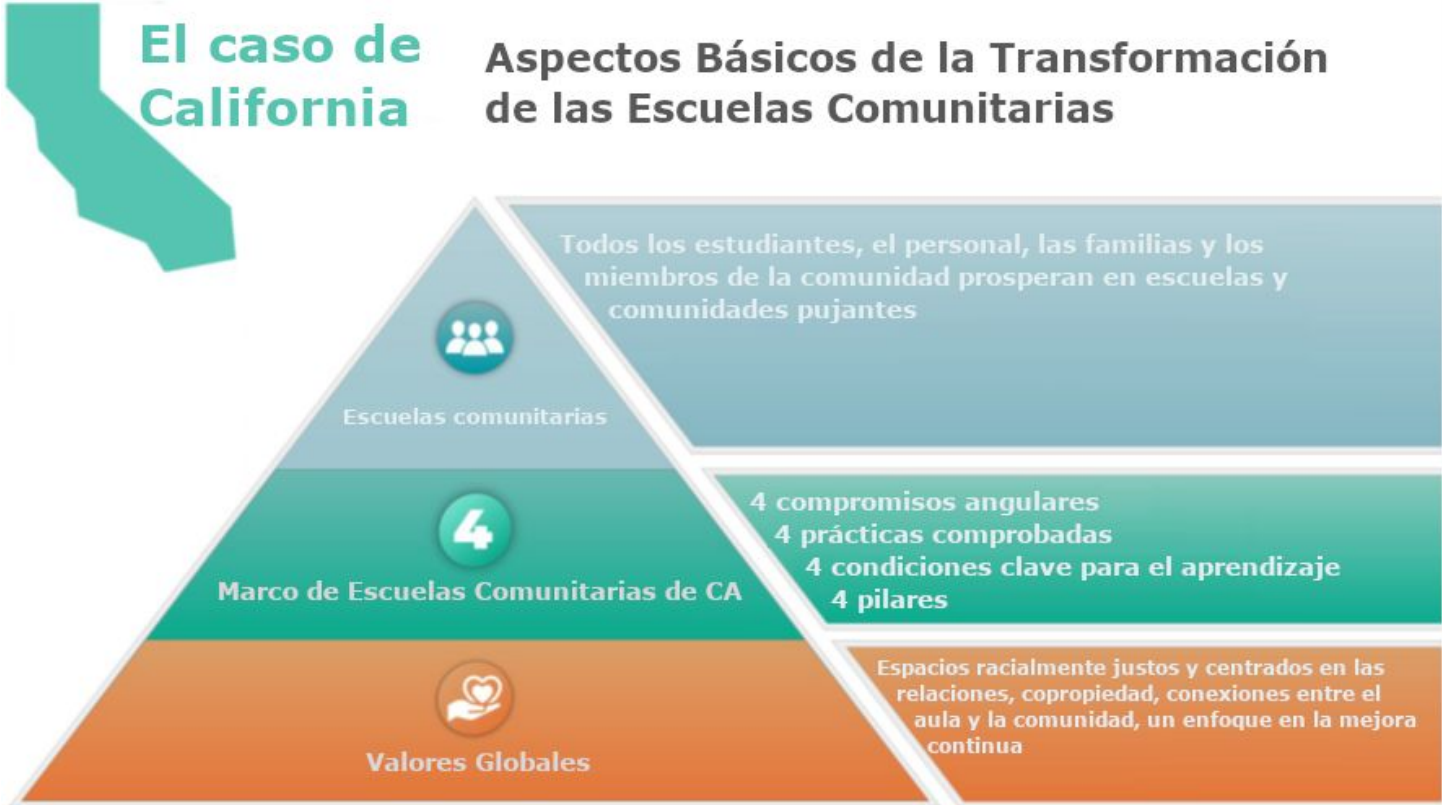 El caso de
California
Aspectos Básicos de la Transformación
de las Escuelas Comunitarias
Escuelas comunitarias
Todos los estudiantes, el personal, las familias y los
miembros de la comunidad prosperan en escuelas y
comunidades pujantes
4
Marco de Escuelas Comunitarias de CA
4 compromisos angulares
4 prácticas comprobadas
4 condiciones clave para el aprendizaje
4 pilares
Valores Globales
Espacios racialmente justos y centrados en las
relaciones, copropiedad, conexiones entre el
aula y la comunidad, un enfoque en la mejora
continua